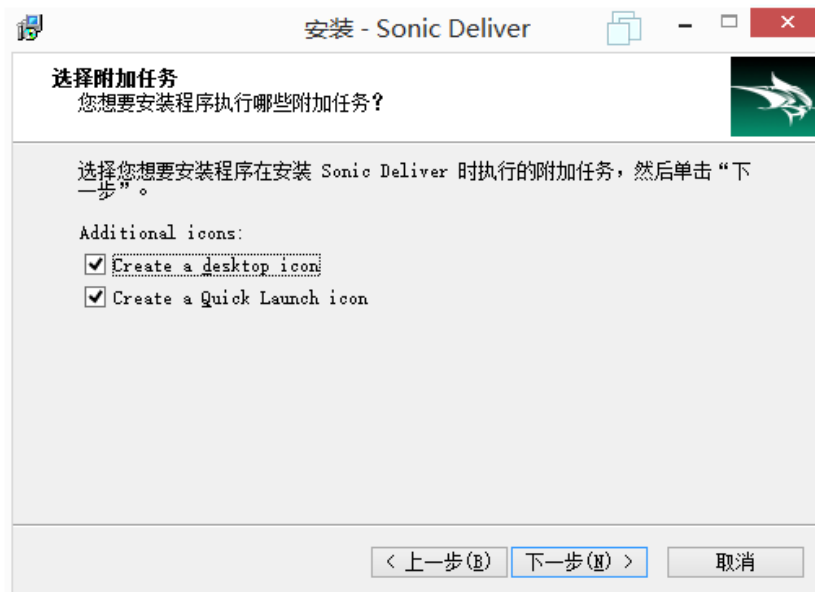 安装 - Sonic Deliver
选择附加任务
您想要安装程序执行哪些附加任务？
选择您想要安装程序在安装 Sonic Deliver 时执行的附加任务，然后单击“下
一步”。
Additional icons:
Create a desktop icon
Create a Quick Launch icon
< 上一步(B)
下一步(N) >
取消